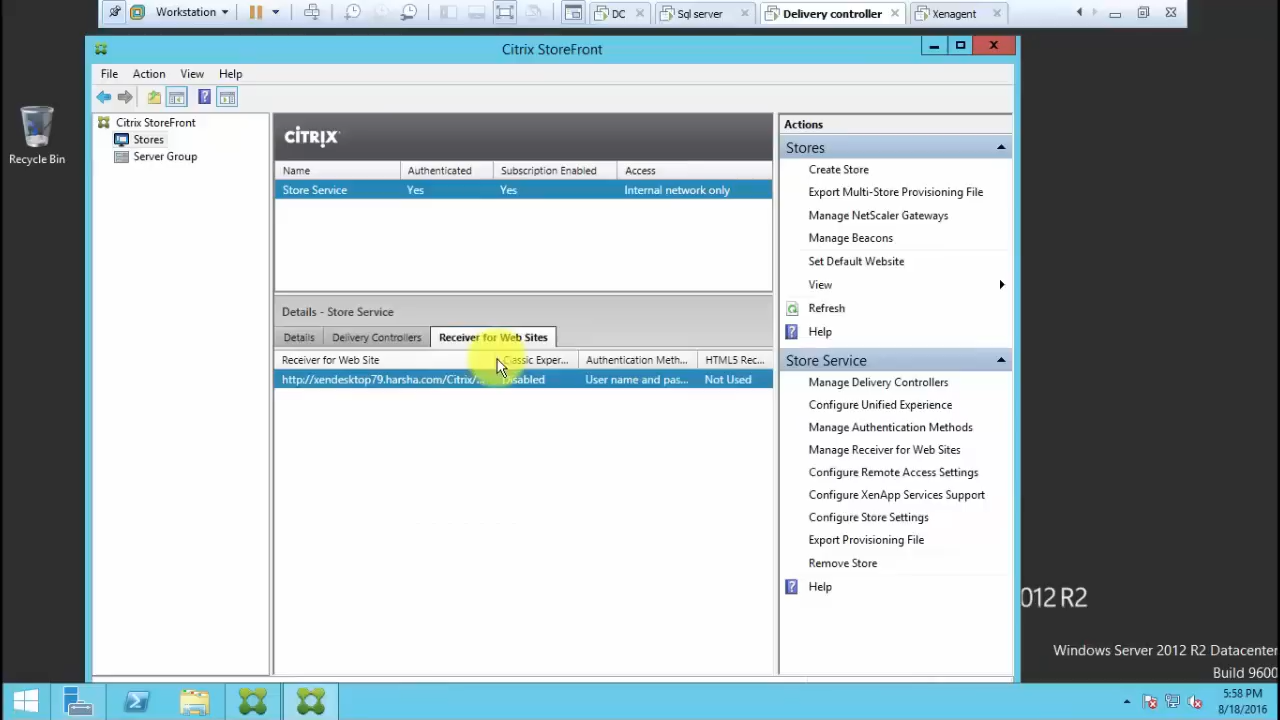 Workstation
DC
Sql server
Delivery controller
Xenagent
Citrix StoreFront
File Action View Help
Recycle Bin
Citrix StoreFront
Stores
Server Group
CİTRIX
Name Authenticated Subscription Enabled Access
Store Service Yes Yes Internal network only
Details - Store Service
Details Delivery Controllers Receiver for Web Sites
Receiver for Web Site Classic Exper... Authentication Meth... HTML5 Rec...
http://xendesktop79.harsha.com/Citrix/... Disabled User name and pas... Not Used
Actions
Stores
Create Store
Export Multi-Store Provisioning File
Manage NetScaler Gateways
Manage Beacons
Set Default Website
View
Refresh
Help
Store Service
Manage Delivery Controllers
Configure Unified Experience
Manage Authentication Methods
Manage Receiver for Web Sites
Configure Remote Access Settings
Configure XenApp Services Support
Configure Store Settings
Export Provisioning File
Remove Store
Help
012 R2
Windows Server 2012 R2 Datacenter
Build 9600
5:58 PM
8/18/2016